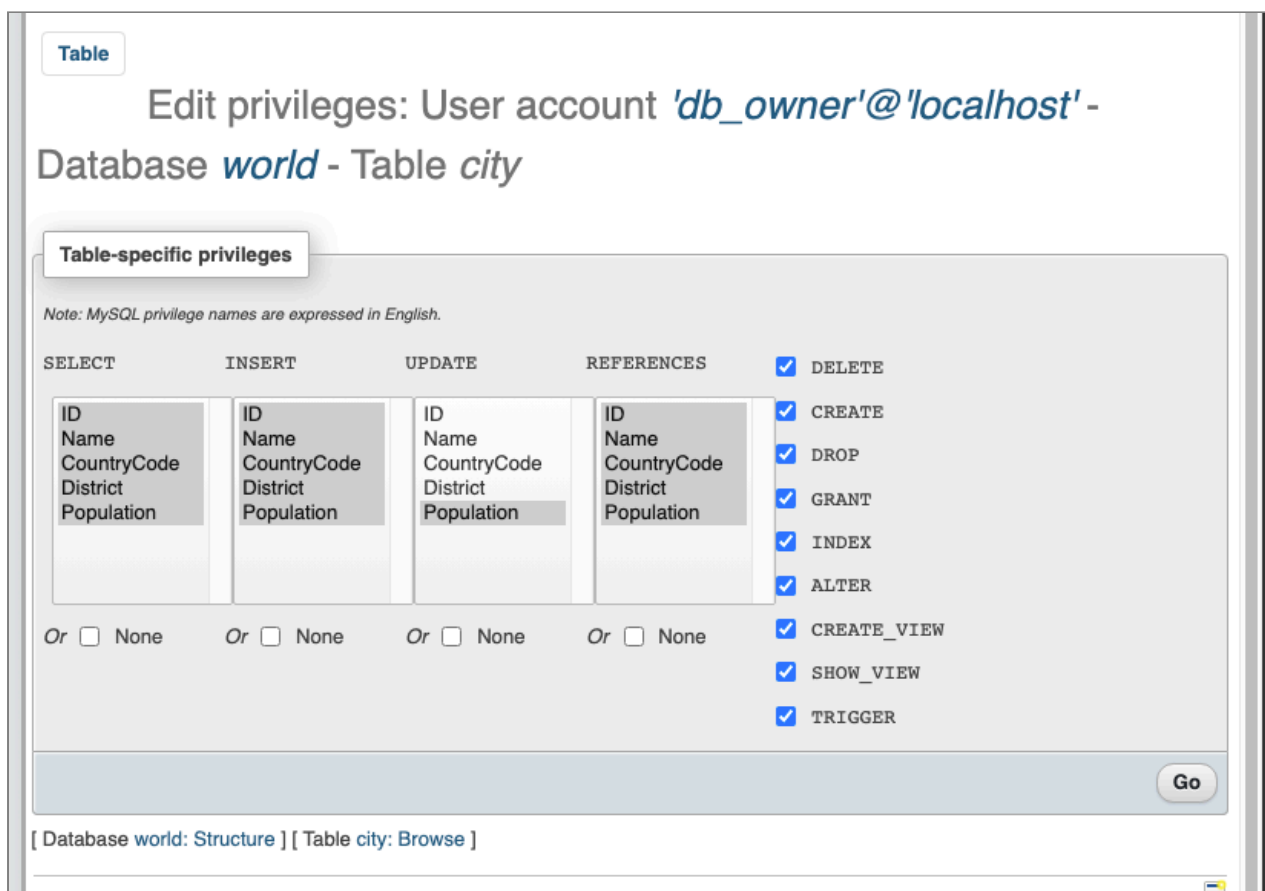 Table
Edit privileges: User account 'db_owner'@'localhost' -
Database world - Table city
Table-specific privileges
Note: MySQL privilege names are expressed in English.
SELECT INSERT UPDATE REFERENCES
ID
Name
CountryCode
District
Population
Or None
ID
Name
CountryCode
District
Population
Or None
ID
Name
CountryCode
District
Population
Or None
ID
Name
CountryCode
District
Population
Or None
DELETE
CREATE
DROP
GRANT
INDEX
ALTER
CREATE_VIEW
SHOW_VIEW
TRIGGER
Go
[ Database world: Structure ] [ Table city: Browse ]